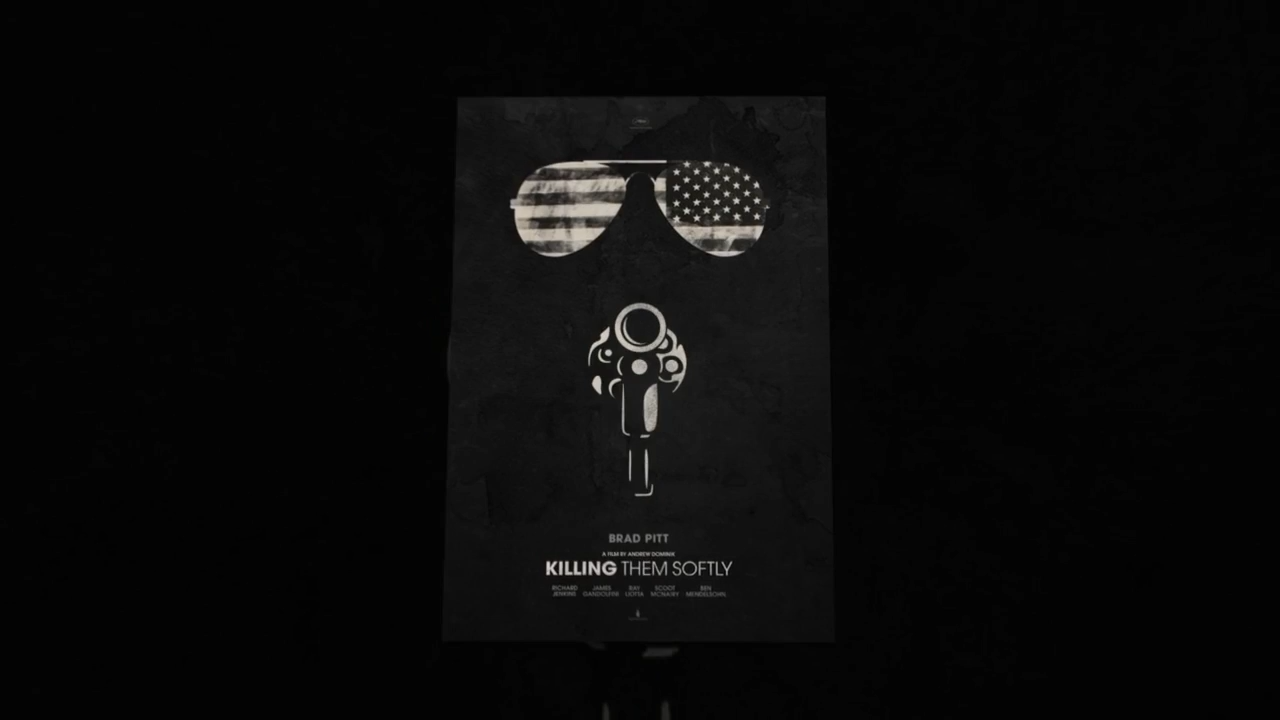 BRAD PITT
A FILM BY ANDREW DOMINIK
KILLING THEM SOFTLY
RICHARD JENKINS JAMES GANDOLFINI RAY LIOTTA SCOOT MCNAIRY BEN MENDELSOHN